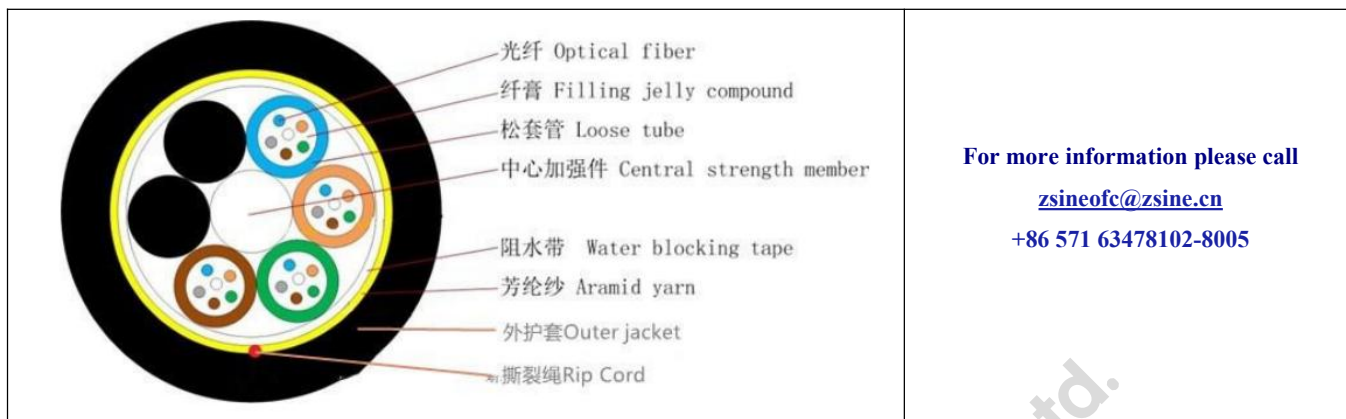 光纤 Optical fiber
纤膏 Filling jelly compound
松套管 Loose tube
中心加强件 Central strength member
阻水带 Water blocking tape
芳纶纱 Aramid yarn
外护套Outer jacket
撕裂绳Rip Cord
For more information please call
zsineofc@zsine.cn
+86 571 63478102-8005
td.